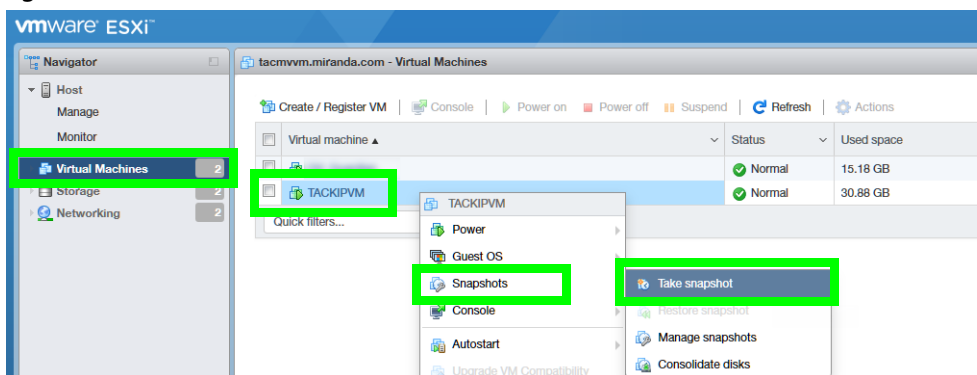 vmware ESXi™
Navigator
tacmvvm.miranda.com - Virtual Machines
Host
Manage
Monitor
Virtual Machines 2
Storage 2
Networking 2
Create / Register VM | Console | Power on Power off Suspend | Refresh | Actions
Virtual machine ▲ Status Used space
Normal 15.18 GB
TACKIPVM Normal 30.88 GB
Quick filters...
TACKIPVM
Power
Guest OS
Snapshots
Console
Autostart
Upgrade VM Compatibility
Take snapshot
Restore snapshot
Manage snapshots
Consolidate disks